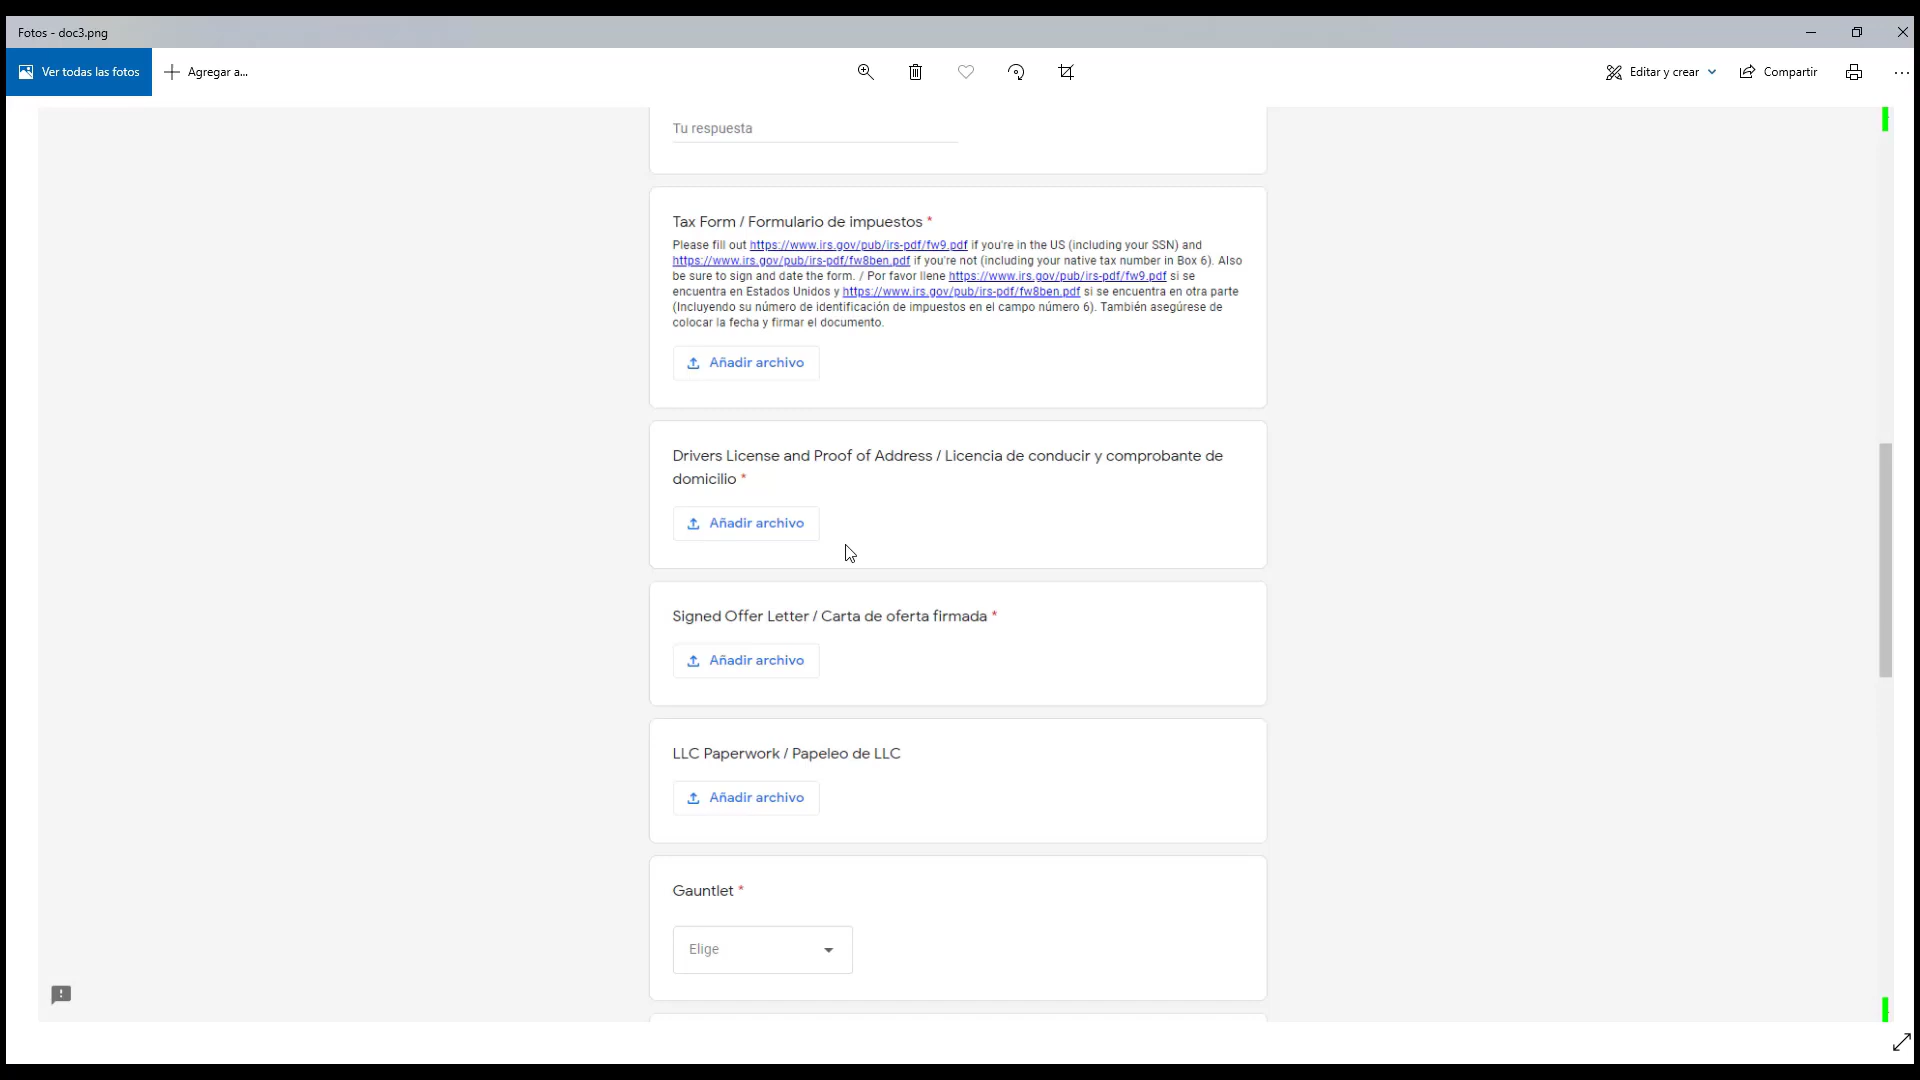 Fotos - doc3.png
Ver todas las fotos
Agregar a...
Editar y crear
Compartir
Tu respuesta
Tax Form / Formulario de impuestos *
Please fill out https://www.irs.gov/pub/irs-pdf/fw9.pdf if you're in the US (including your SSN) and
https://www.irs.gov/pub/irs-pdf/fw8ben.pdf if you're not (including your native tax number in Box 6). Also
be sure to sign and date the form. / Por favor llene https://www.irs.gov/pub/irs-pdf/fw9.pdf si se
encuentra en Estados Unidos y https://www.irs.gov/pub/irs-pdf/fw8ben.pdf si se encuentra en otra parte
(Incluyendo su número de identificación de impuestos en el campo número 6). También asegúrese de
colocar la fecha y firmar el documento.
Añadir archivo
Drivers License and Proof of Address / Licencia de conducir y comprobante de
domicilio *
Añadir archivo
Signed Offer Letter / Carta de oferta firmada *
Añadir archivo
LLC Paperwork / Papeleo de LLC
Añadir archivo
Gauntlet *
Elige